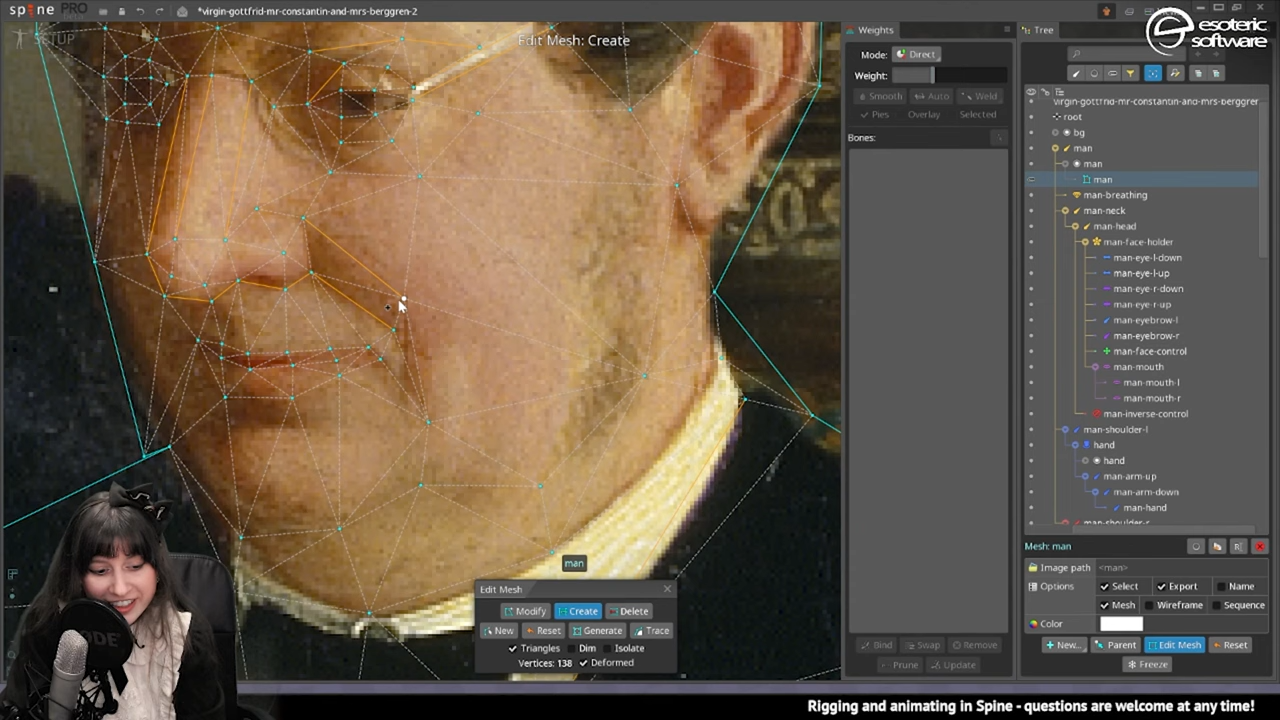 spine PRO
beta
*virgin-gottfrid-mr-constantin-and-mrs-berggren-2
esoteric
software
SETUP
Edit Mesh: Create
Weights
Mode: Direct
Weight:
Smooth Auto Weld
Pies Overlay Selected
Bones:
Tree
virgin-gottfrid-mr-constantin-and-mrs-berggren
root
bg
man
man
man
man-breathing
man-neck
man-head
man-face-holder
man-eye-l-down
man-eye-l-up
man-eye-r-down
man-eye-r-up
man-eyebrow-l
man-eyebrow-r
man-face-control
man-mouth
man-mouth-l
man-mouth-r
man-inverse-control
man-shoulder-l
hand
hand
man-arm-up
man-arm-down
man-hand
man-shoulder-r
man
Edit Mesh
Modify Create Delete
New Reset Generate Trace
Triangles Dim Isolate
Vertices: 138 Deformed
Bind Swap Remove
Prune Update
Mesh: man
Image path <man>
Options Select Export Name
Mesh Wireframe Sequence
Color
New... Parent Edit Mesh Reset
Freeze
Rigging and animating in Spine - questions are welcome at any time!